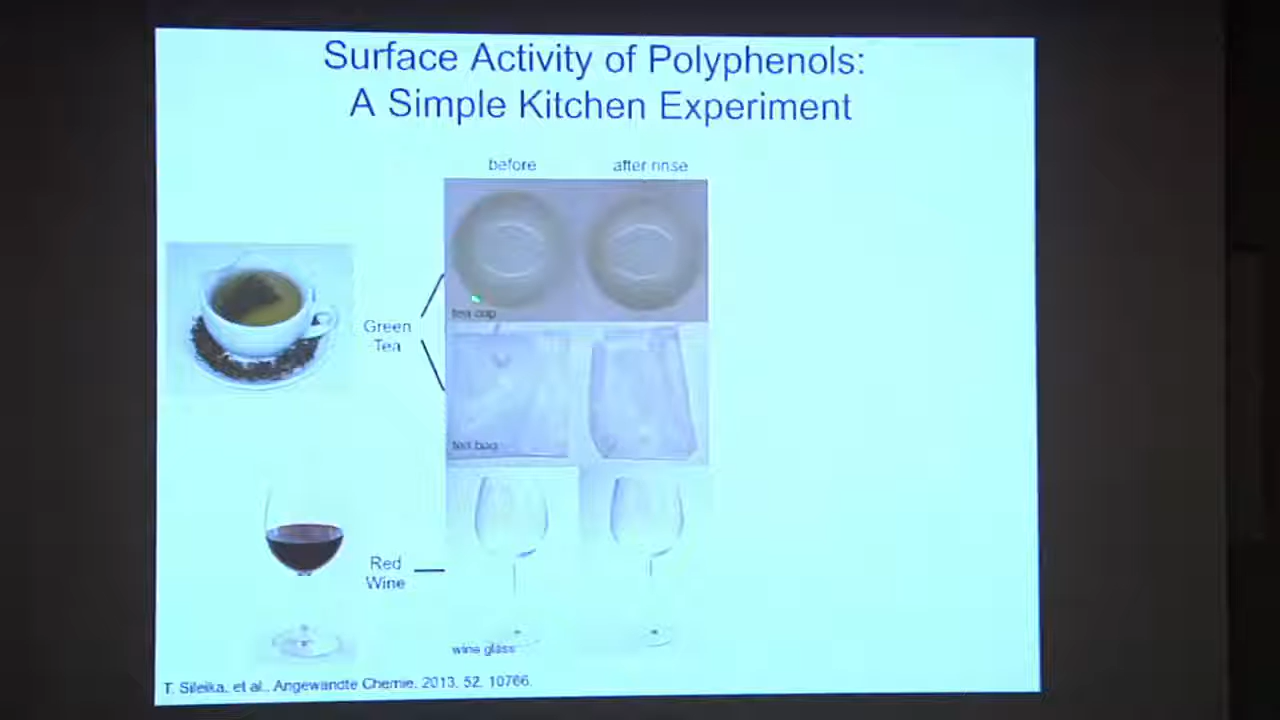 Surface Activity of Polyphenols:
A Simple Kitchen Experiment
before
after rinse
tea cup
Green
Tea
tea bag
Red
Wine
wine glass
T. Sileika, et al., Angewandte Chemie, 2013, 52, 10766.